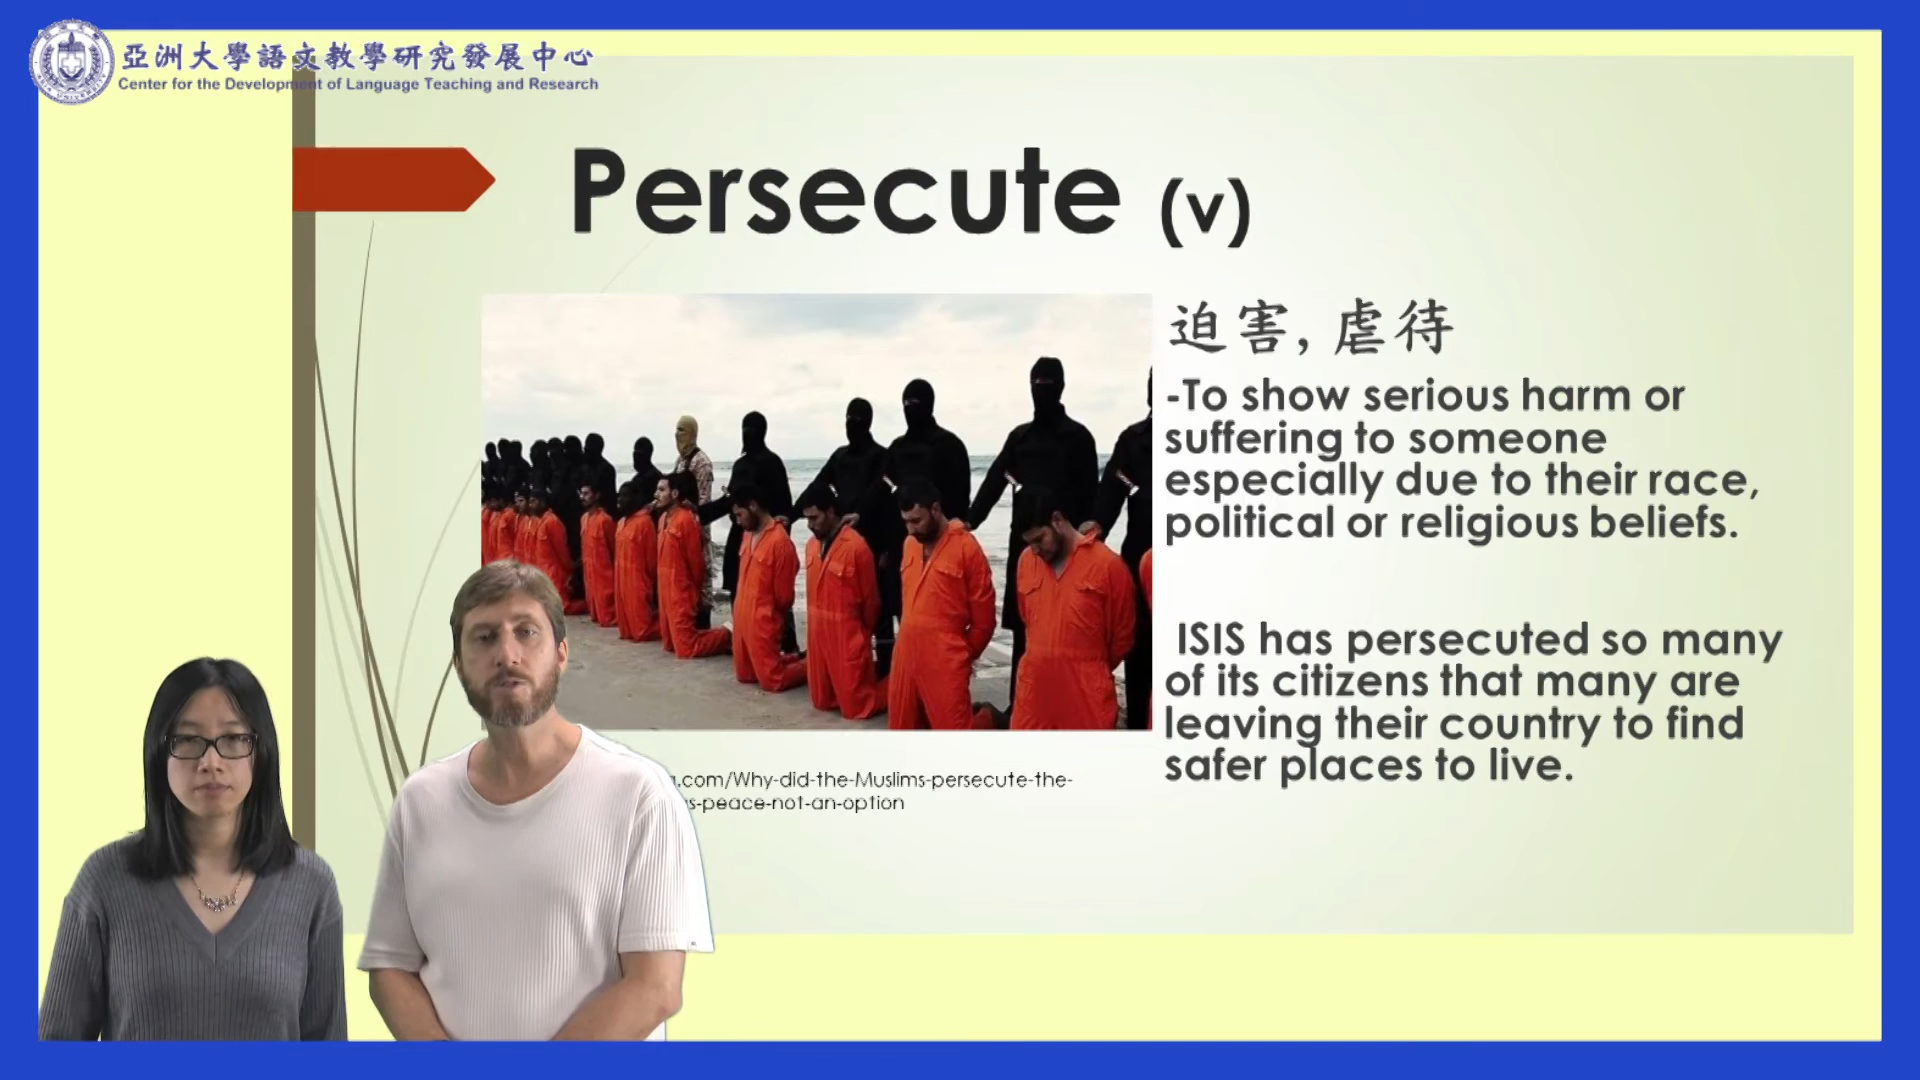 亞洲大學語文教學研究發展中心
Center for the Development of Language Teaching and Research
Persecute (v)
迫害, 虐待
-To show serious harm or
suffering to someone
especially due to their race,
political or religious beliefs.
ISIS has persecuted so many
of its citizens that many are
leaving their country to find
safer places to live.
.com/Why-did-the-Muslims-persecute-the-
s-peace-not-an-option